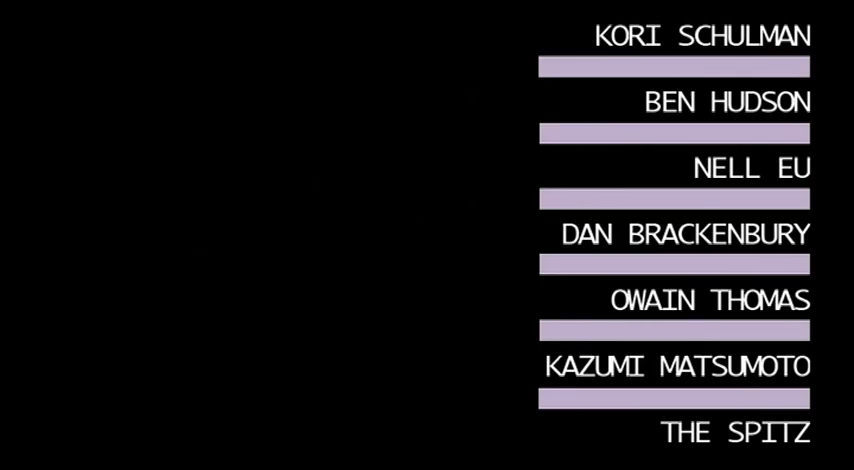 KORI SCHULMAN
BEN HUDSON
NELL EU
DAN BRACKENBURY
OWAIN THOMAS
KAZUMI MATSUMOTO
THE SPITZ